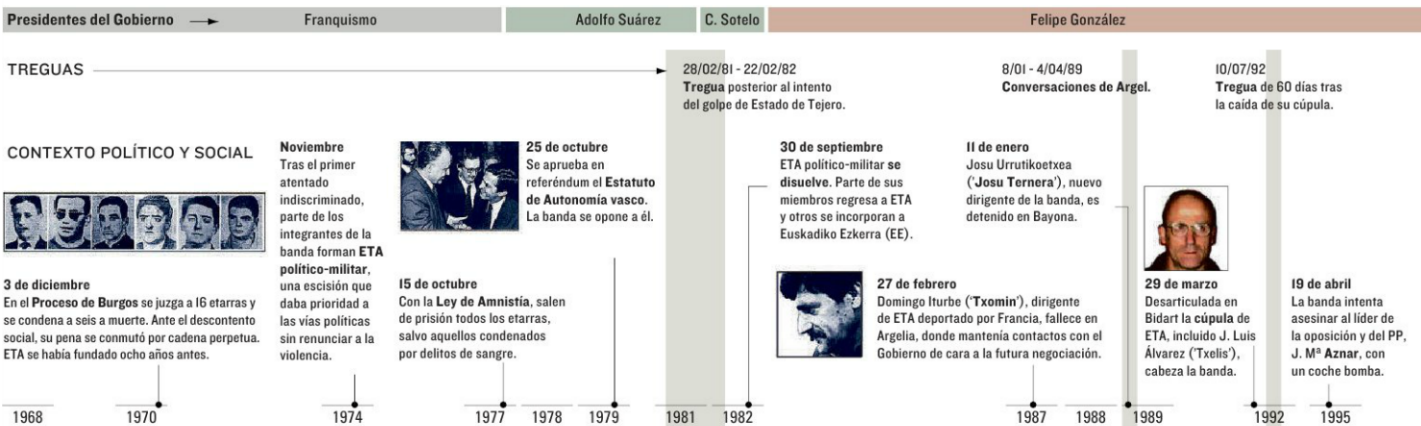 Presidentes del Gobierno
Franquismo
Adolfo Suárez
C. Sotelo
Felipe González
TREGUAS
28/02/81 - 22/02/82
Tregua posterior al intento
del golpe de Estado de Tejero.
8/01 - 4/04/89
Conversaciones de Argel.
10/07/92
Tregua de 60 días tras
la caída de su cúpula.
CONTEXTO POLÍTICO Y SOCIAL
3 de diciembre
En el Proceso de Burgos se juzga a 16 etarras y
se condena a seis a muerte. Ante el descontento
social, su pena se conmutó por cadena perpetua.
ETA se había fundado ocho años antes.
Noviembre
Tras el primer
atentado
indiscriminado,
parte de los
integrantes de la
banda forman ETA
político-militar,
una escisión que
daba prioridad a
las vías políticas
sin renunciar a la
violencia.
15 de octubre
Con la Ley de Amnistía, salen
de prisión todos los etarras,
salvo aquellos condenados
por delitos de sangre.
25 de octubre
Se aprueba en
referéndum el Estatuto
de Autonomía vasco.
La banda se opone a él.
30 de septiembre
ETA político-militar se
disuelve. Parte de sus
miembros regresa a ETA
y otros se incorporan a
Euskadiko Ezkerra (EE).
27 de febrero
Domingo Iturbe ('Txomin'), dirigente
de ETA deportado por Francia, fallece en
Argelia, donde mantenía contactos con el
Gobierno de cara a la futura negociación.
11 de enero
Josu Urrutikoetxea
('Josu Ternera'), nuevo
dirigente de la banda, es
detenido en Bayona.
29 de marzo
Desarticulada en
Bidart la cúpula de
ETA, incluido J. Luis
Álvarez ('Txelis'),
cabeza la banda.
19 de abril
La banda intenta
asesinar al líder de
la oposición y del PP,
J. Mª Aznar, con
un coche bomba.
1968
1970
1974
1977
1978
1979
1981
1982
1987
1988
1989
1992
1995